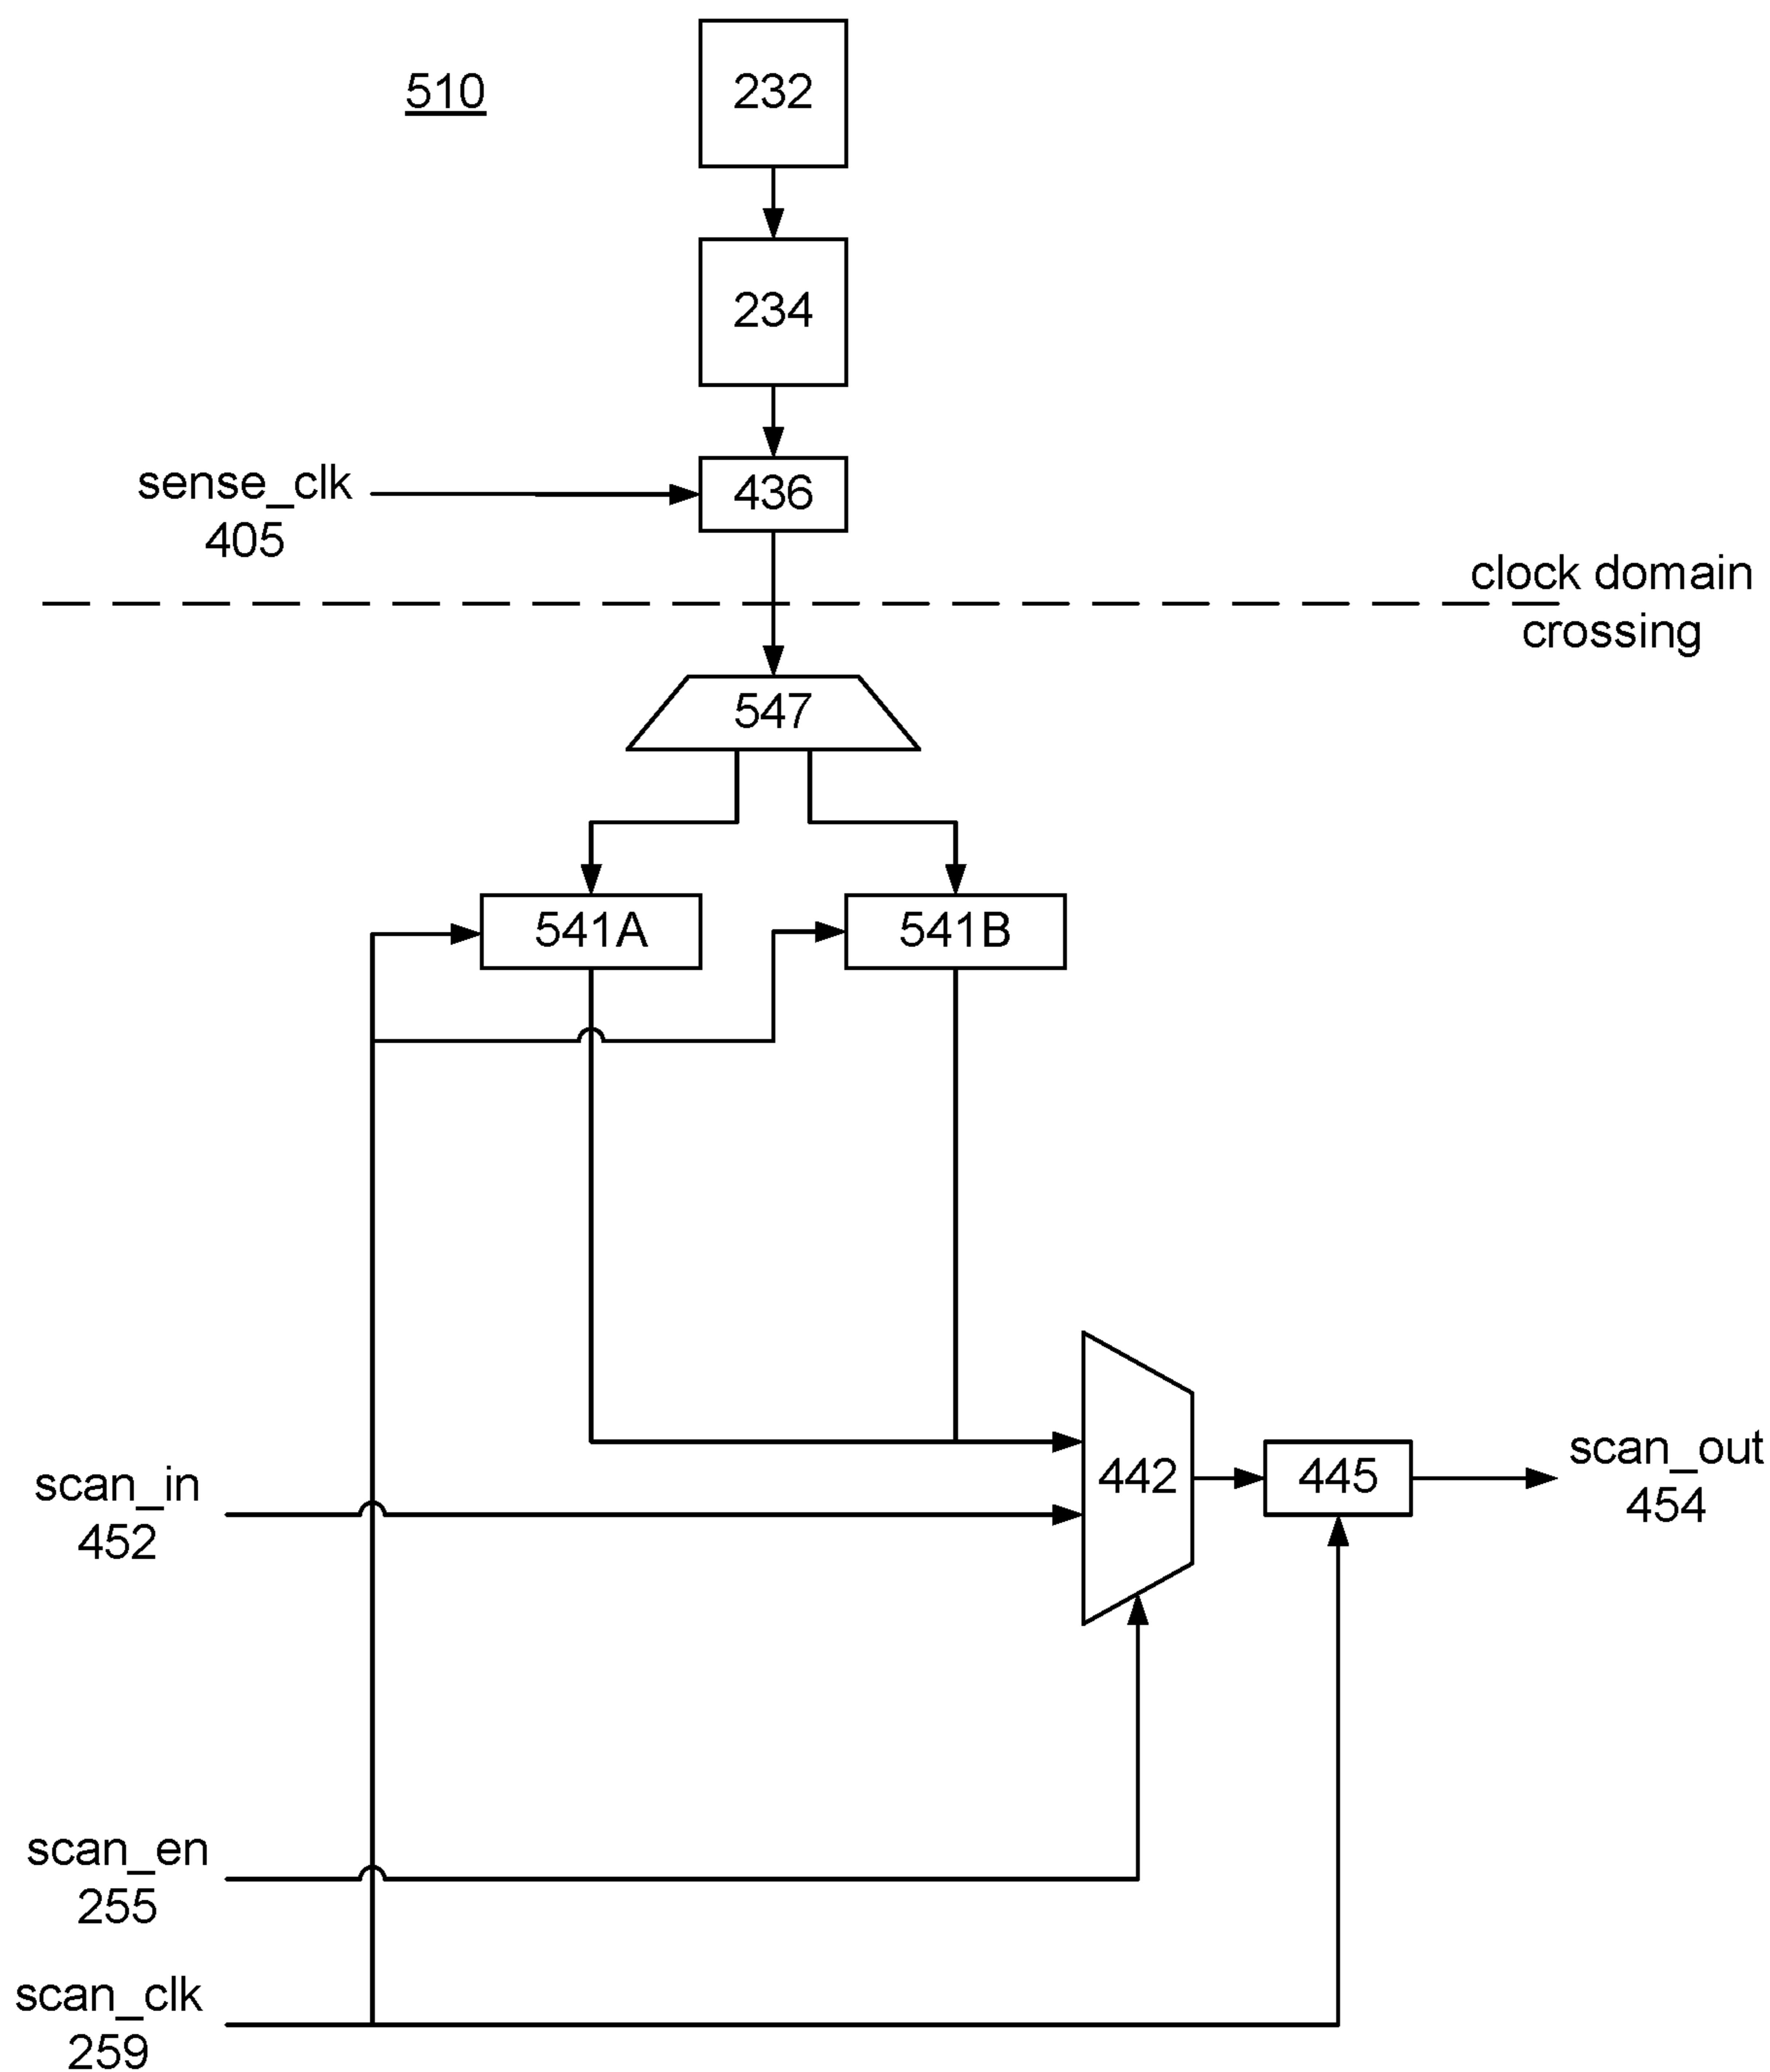 510
232
234
sense_clk
405
436
clock domain
crossing
547
541A
541B
scan_in
452
442
445
scan_out
454
scan_en
255
scan_clk
259